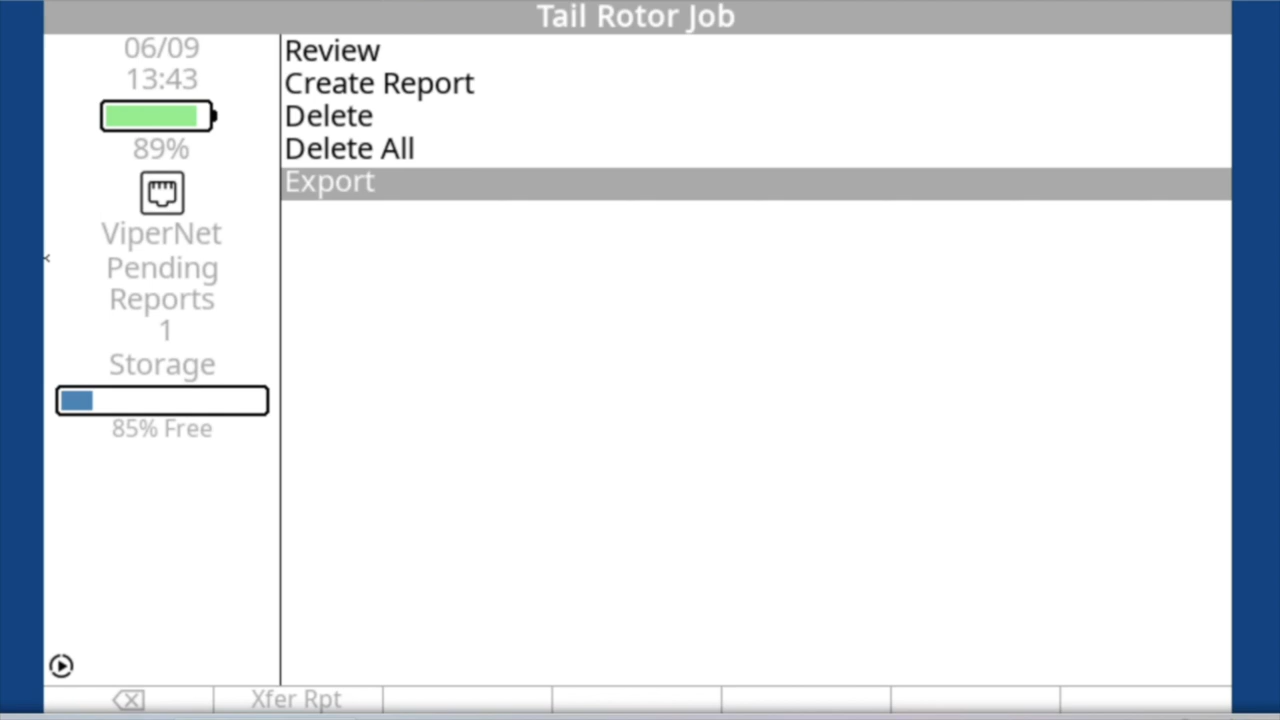 Tail Rotor Job
06/09
13:43
89%
ViperNet
Pending
Reports
1
Storage
85% Free
Review
Create Report
Delete
Delete All
Export
Xfer Rpt